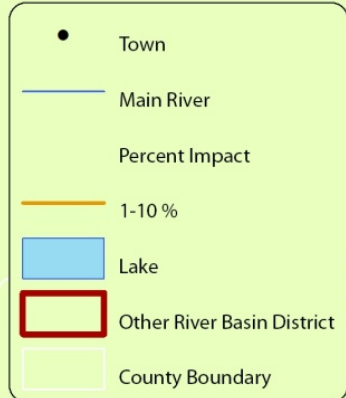 Town
Main River
Percent Impact
1-10 %
Lake
Other River Basin District
County Boundary